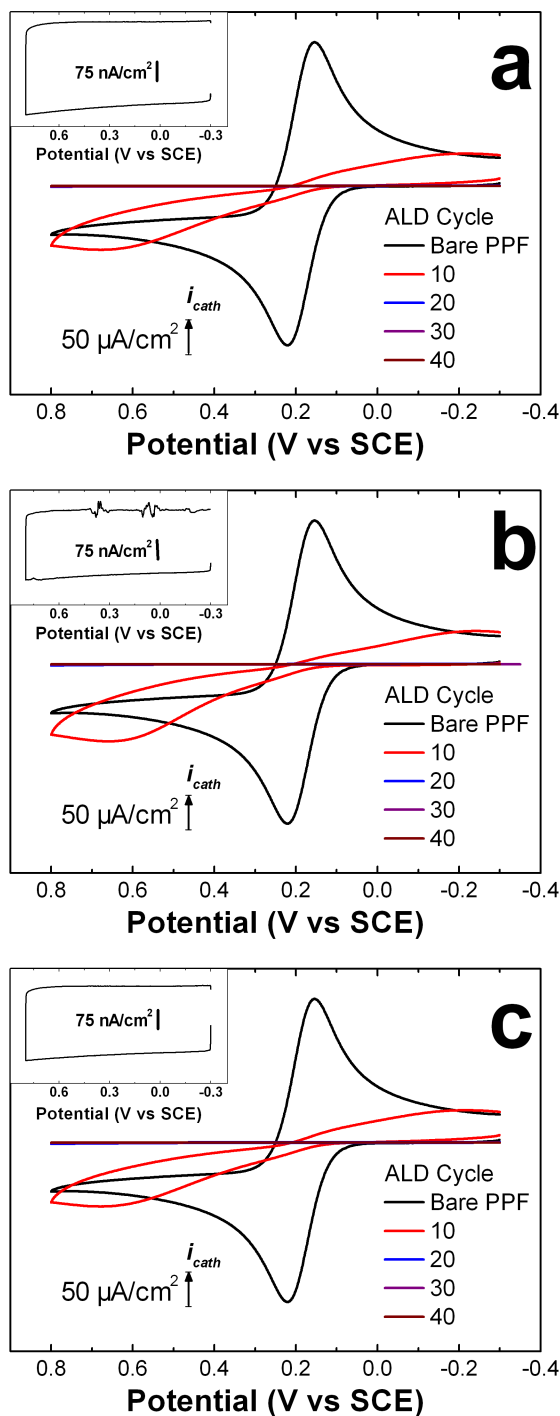 a
75 nA/cm²
0.6 0.3 0.0 -0.3
Potential (V vs SCE)
ALD Cycle
Bare PPF
10
20
30
40
i_cath
50 µA/cm²
0.8 0.6 0.4 0.2 0.0 -0.2 -0.4
Potential (V vs SCE)
b
75 nA/cm²
0.6 0.3 0.0 -0.3
Potential (V vs SCE)
ALD Cycle
Bare PPF
10
20
30
40
i_cath
50 µA/cm²
0.8 0.6 0.4 0.2 0.0 -0.2 -0.4
Potential (V vs SCE)
c
75 nA/cm²
0.6 0.3 0.0 -0.3
Potential (V vs SCE)
ALD Cycle
Bare PPF
10
20
30
40
i_cath
50 µA/cm²
0.8 0.6 0.4 0.2 0.0 -0.2 -0.4
Potential (V vs SCE)